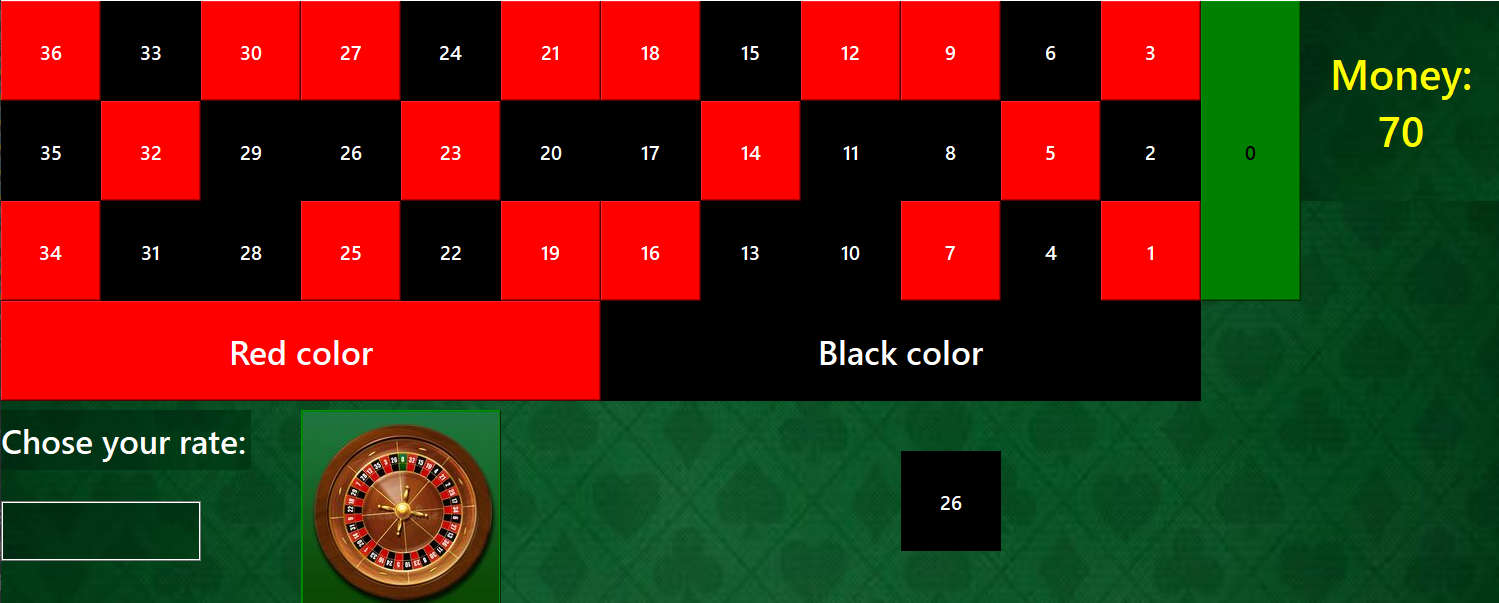 36 33 30 27 24 21 18 15 12 9 6 3
Money:
70
35 32 29 26 23 20 17 14 11 8 5 2 0
34 31 28 25 22 19 16 13 10 7 4 1
Red color Black color
Chose your rate:
26